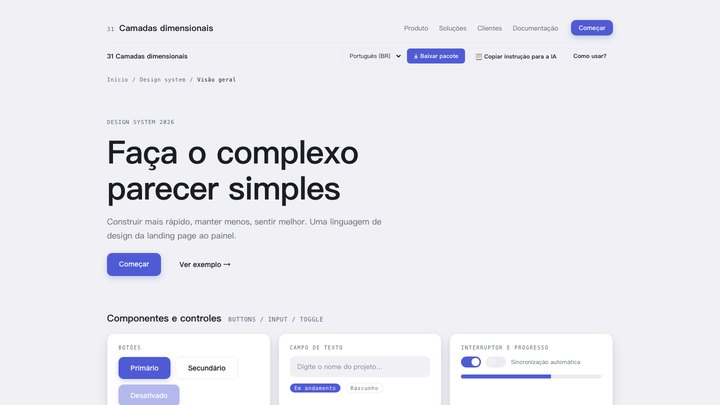 31 Camadas dimensionais
Produto Soluções Clientes Documentação Começar
31 Camadas dimensionais
Português (BR) Baixar pacote Copiar instrução para a IA Como usar?
Início / Design system / Visão geral
DESIGN SYSTEM 2026
Faça o complexo
parecer simples
Construir mais rápido, manter menos, sentir melhor. Uma linguagem de
design da landing page ao painel.
Começar Ver exemplo →
Componentes e controles BUTTONS / INPUT / TOGGLE
BOTÕES
Primário Secundário
Desativado
CAMPO DE TEXTO
Digite o nome do projeto...
Em andamento Rascunho
INTERRUPTOR E PROGRESSO
Sincronização automática